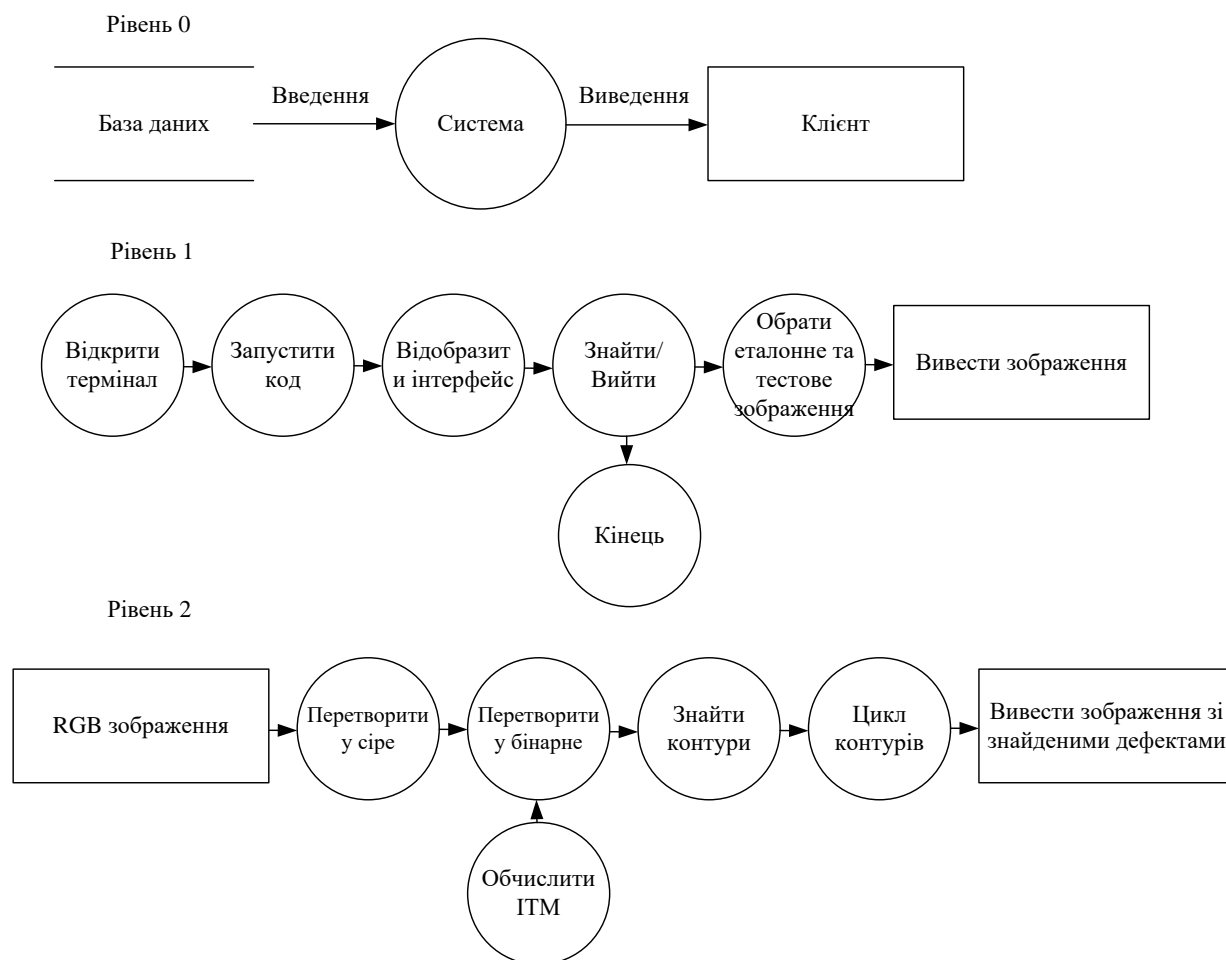 Рівень 0
База даних
Введення
Система
Виведення
Клієнт
Рівень 1
Відкрити
термінал
Запустити
код
Відобразит
и інтерфейс
Знайти/
Вийти
Обрати
еталонне та
тестове
зображення
Вивести зображення
Кінець
Рівень 2
RGB зображення
Перетворити
у сіре
Перетворити
у бінарне
Знайти
контури
Цикл
контурів
Вивести зображення зі
знайденими дефектами
Обчислити
ІТМ